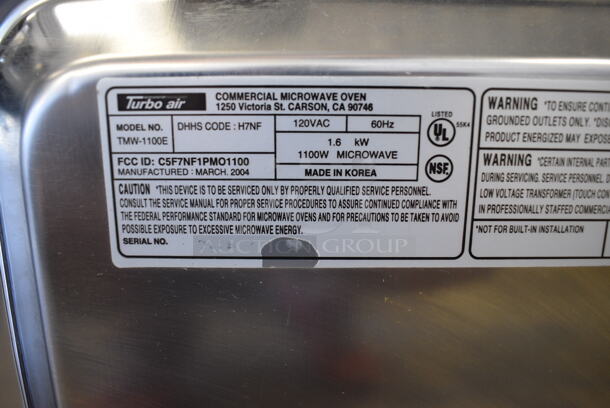 Turbo air
COMMERCIAL MICROWAVE OVEN
1250 Victoria St. CARSON, CA 90746
MODEL NO.
TMW-1100E
DHHS CODE : H7NF
120VAC
60Hz
1.6 kW
1100W MICROWAVE
FCC ID: C5F7NF1PMO1100
MANUFACTURED : MARCH. 2004
MADE IN KOREA
LISTED
UL
55K4
NSF
CAUTION "THIS DEVICE IS TO BE SERVICED ONLY BY PROPERLY QUALIFIED SERVICE PERSONNEL.
CONSULT THE SERVICE MANUAL FOR PROPER SERVICE PROCEDURES TO ASSURE CONTINUED COMPLIANCE WITH
THE FEDERAL PERFORMANCE STANDARD FOR MICROWAVE OVENS AND FOR PRECAUTIONS TO BE TAKEN TO AVOID
POSSIBLE EXPOSURE TO EXCESSIVE MICROWAVE ENERGY.
SERIAL NO.
AUCTION GROUP
WARNING "TO ENSURE CONTI
GROUNDED OUTLETS ONLY. DO
PRODUCT ENERGIZED MAY EXPOSE
WARNING "CERTAIN INTERNAL PART
DURING SERVICING. SERVICE PERSONNEL. D
LOW VOLTAGE TRANSFORMER (TOUCH CONT
IN PROFESSIONALLY STAFFED COMMERCIA
*NOT FOR BUILT-IN INSTALLATION